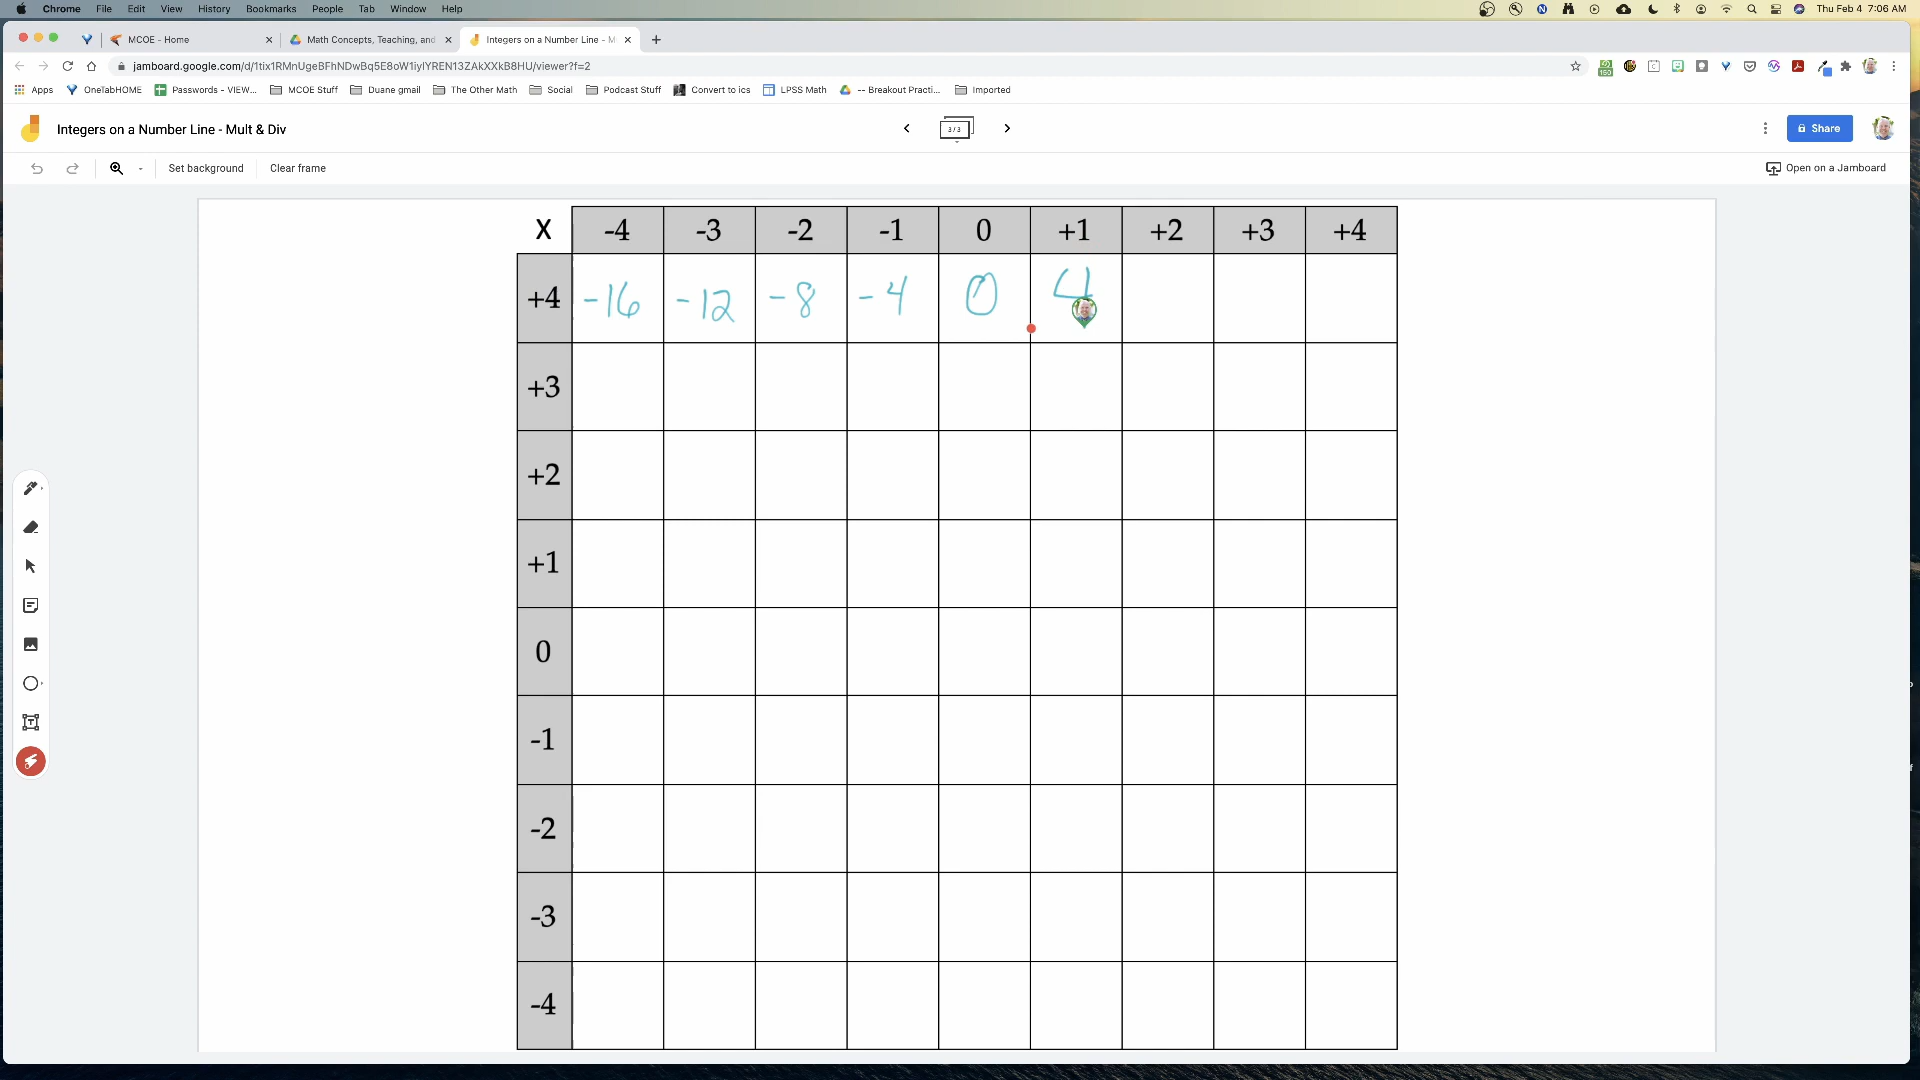 Chrome File Edit View History Bookmarks People Tab Window Help Thu Feb 4 7:06 AM
MCOE - Home Math Concepts, Teaching, and Integers on a Number Line - M
jamboard.google.com/d/1tix1RMnUgeBFhNDwBq5E8oW1iyIYREN13ZAkXXkB8HU/viewer?f=2
Apps OneTabHOME Passwords - VIEW... MCOE Stuff Duane gmail The Other Math Social Podcast Stuff Convert to ics LPSS Math -- Breakout Practi... Imported
Integers on a Number Line - Mult & Div 3/3 Share
Set background Clear frame Open on a Jamboard
X -4 -3 -2 -1 0 +1 +2 +3 +4
+4 -16 -12 -8 -4 0 4
+3
+2
+1
0
-1
-2
-3
-4